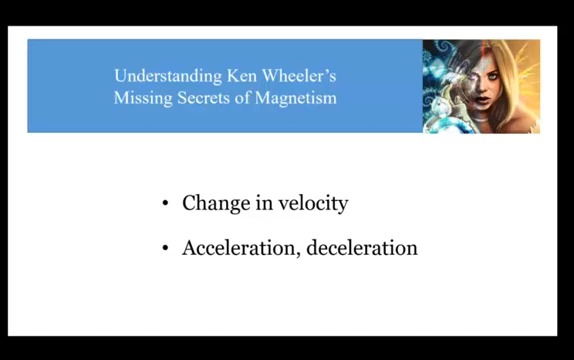 Understanding Ken Wheeler's
Missing Secrets of Magnetism
• Change in velocity
• Acceleration, deceleration